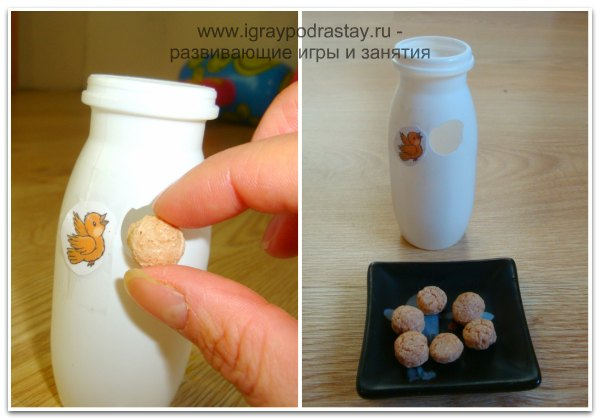 www.igraypodrastay.ru -
развивающие игры и занятия